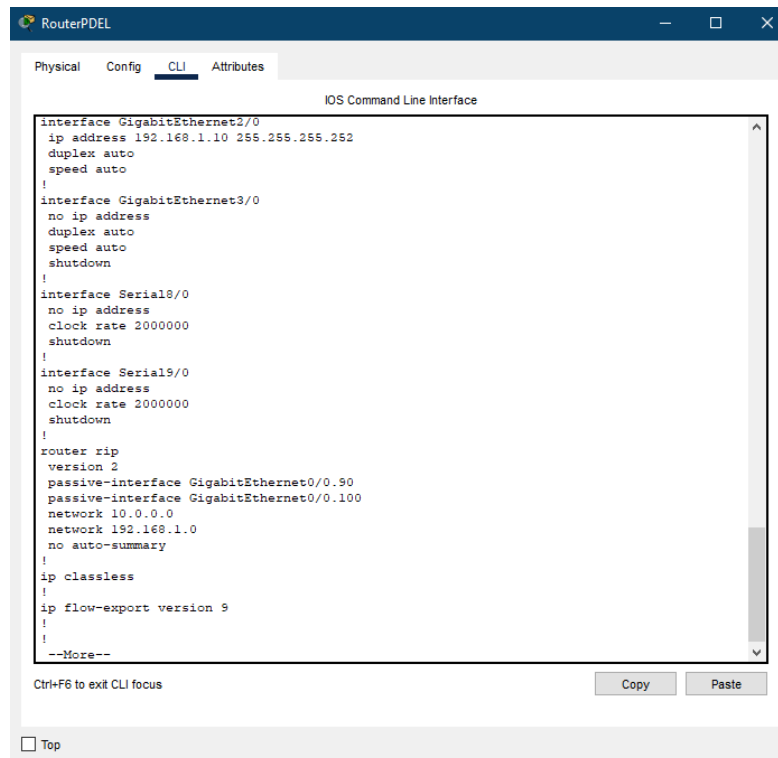 RouterPDEL
Physical Config CLI Attributes
IOS Command Line Interface
interface GigabitEthernet2/0
ip address 192.168.1.10 255.255.255.252
duplex auto
speed auto
!
interface GigabitEthernet3/0
no ip address
duplex auto
speed auto
shutdown
!
interface Serial8/0
no ip address
clock rate 2000000
shutdown
!
interface Serial9/0
no ip address
clock rate 2000000
shutdown
!
router rip
version 2
passive-interface GigabitEthernet0/0.90
passive-interface GigabitEthernet0/0.100
network 10.0.0.0
network 192.168.1.0
no auto-summary
!
ip classless
!
ip flow-export version 9
!
!
--More--
Ctrl+F6 to exit CLI focus
Copy Paste
Top